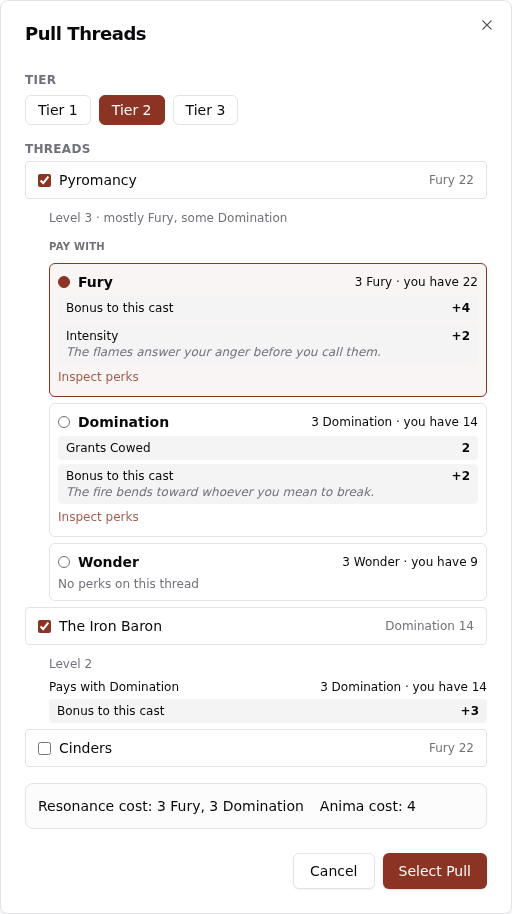 Pull Threads
TIER
Tier 1 Tier 2 Tier 3
THREADS
Pyromancy Fury 22
Level 3 · mostly Fury, some Domination
PAY WITH
Fury 3 Fury · you have 22
Bonus to this cast +4
Intensity +2
The flames answer your anger before you call them.
Inspect perks
Domination 3 Domination · you have 14
Grants Cowed 2
Bonus to this cast +2
The fire bends toward whoever you mean to break.
Inspect perks
Wonder 3 Wonder · you have 9
No perks on this thread
The Iron Baron Domination 14
Level 2
Pays with Domination 3 Domination · you have 14
Bonus to this cast +3
Cinders Fury 22
Resonance cost: 3 Fury, 3 Domination Anima cost: 4
Cancel Select Pull